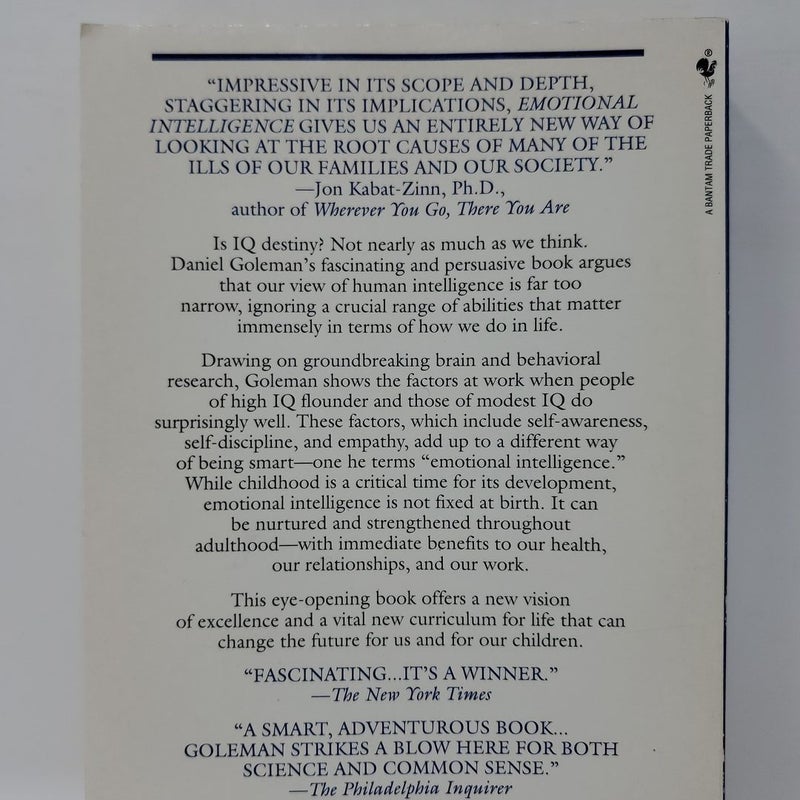 “IMPRESSIVE IN ITS SCOPE AND DEPTH,
STAGGERING IN ITS IMPLICATIONS, EMOTIONAL
INTELLIGENCE GIVES US AN ENTIRELY NEW WAY OF
LOOKING AT THE ROOT CAUSES OF MANY OF THE
ILLS OF OUR FAMILIES AND OUR SOCIETY.”
—Jon Kabat-Zinn, Ph.D.,
author of Wherever You Go, There You Are
Is IQ destiny? Not nearly as much as we think.
Daniel Goleman’s fascinating and persuasive book argues
that our view of human intelligence is far too
narrow, ignoring a crucial range of abilities that matter
immensely in terms of how we do in life.
Drawing on groundbreaking brain and behavioral
research, Goleman shows the factors at work when people
of high IQ flounder and those of modest IQ do
surprisingly well. These factors, which include self-awareness,
self-discipline, and empathy, add up to a different way
of being smart—one he terms “emotional intelligence.”
While childhood is a critical time for its development,
emotional intelligence is not fixed at birth. It can
be nurtured and strengthened throughout
adulthood—with immediate benefits to our health,
our relationships, and our work.
This eye-opening book offers a new vision
of excellence and a vital new curriculum for life that can
change the future for us and for our children.
“FASCINATING...IT’S A WINNER.”
—The New York Times
“A SMART, ADVENTUROUS BOOK...
GOLEMAN STRIKES A BLOW HERE FOR BOTH
SCIENCE AND COMMON SENSE.”
—The Philadelphia Inquirer
®
A BANTAM TRADE PAPERBACK